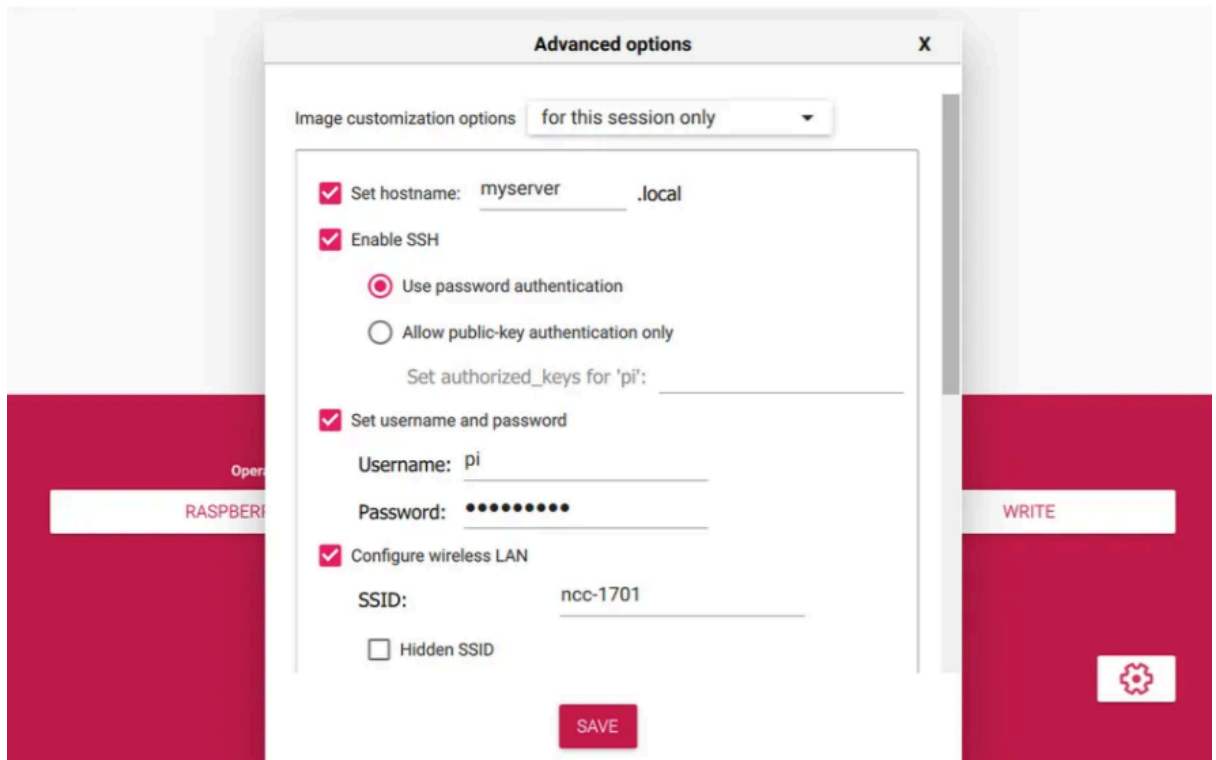 Advanced options X
Image customization options for this session only
Set hostname: myserver .local
Enable SSH
Use password authentication
Allow public-key authentication only
Set authorized_keys for 'pi':
Set username and password
Username: pi
Password: •••••••••
Configure wireless LAN
SSID: ncc-1701
Hidden SSID
SAVE
Opera
RASPBERR
WRITE